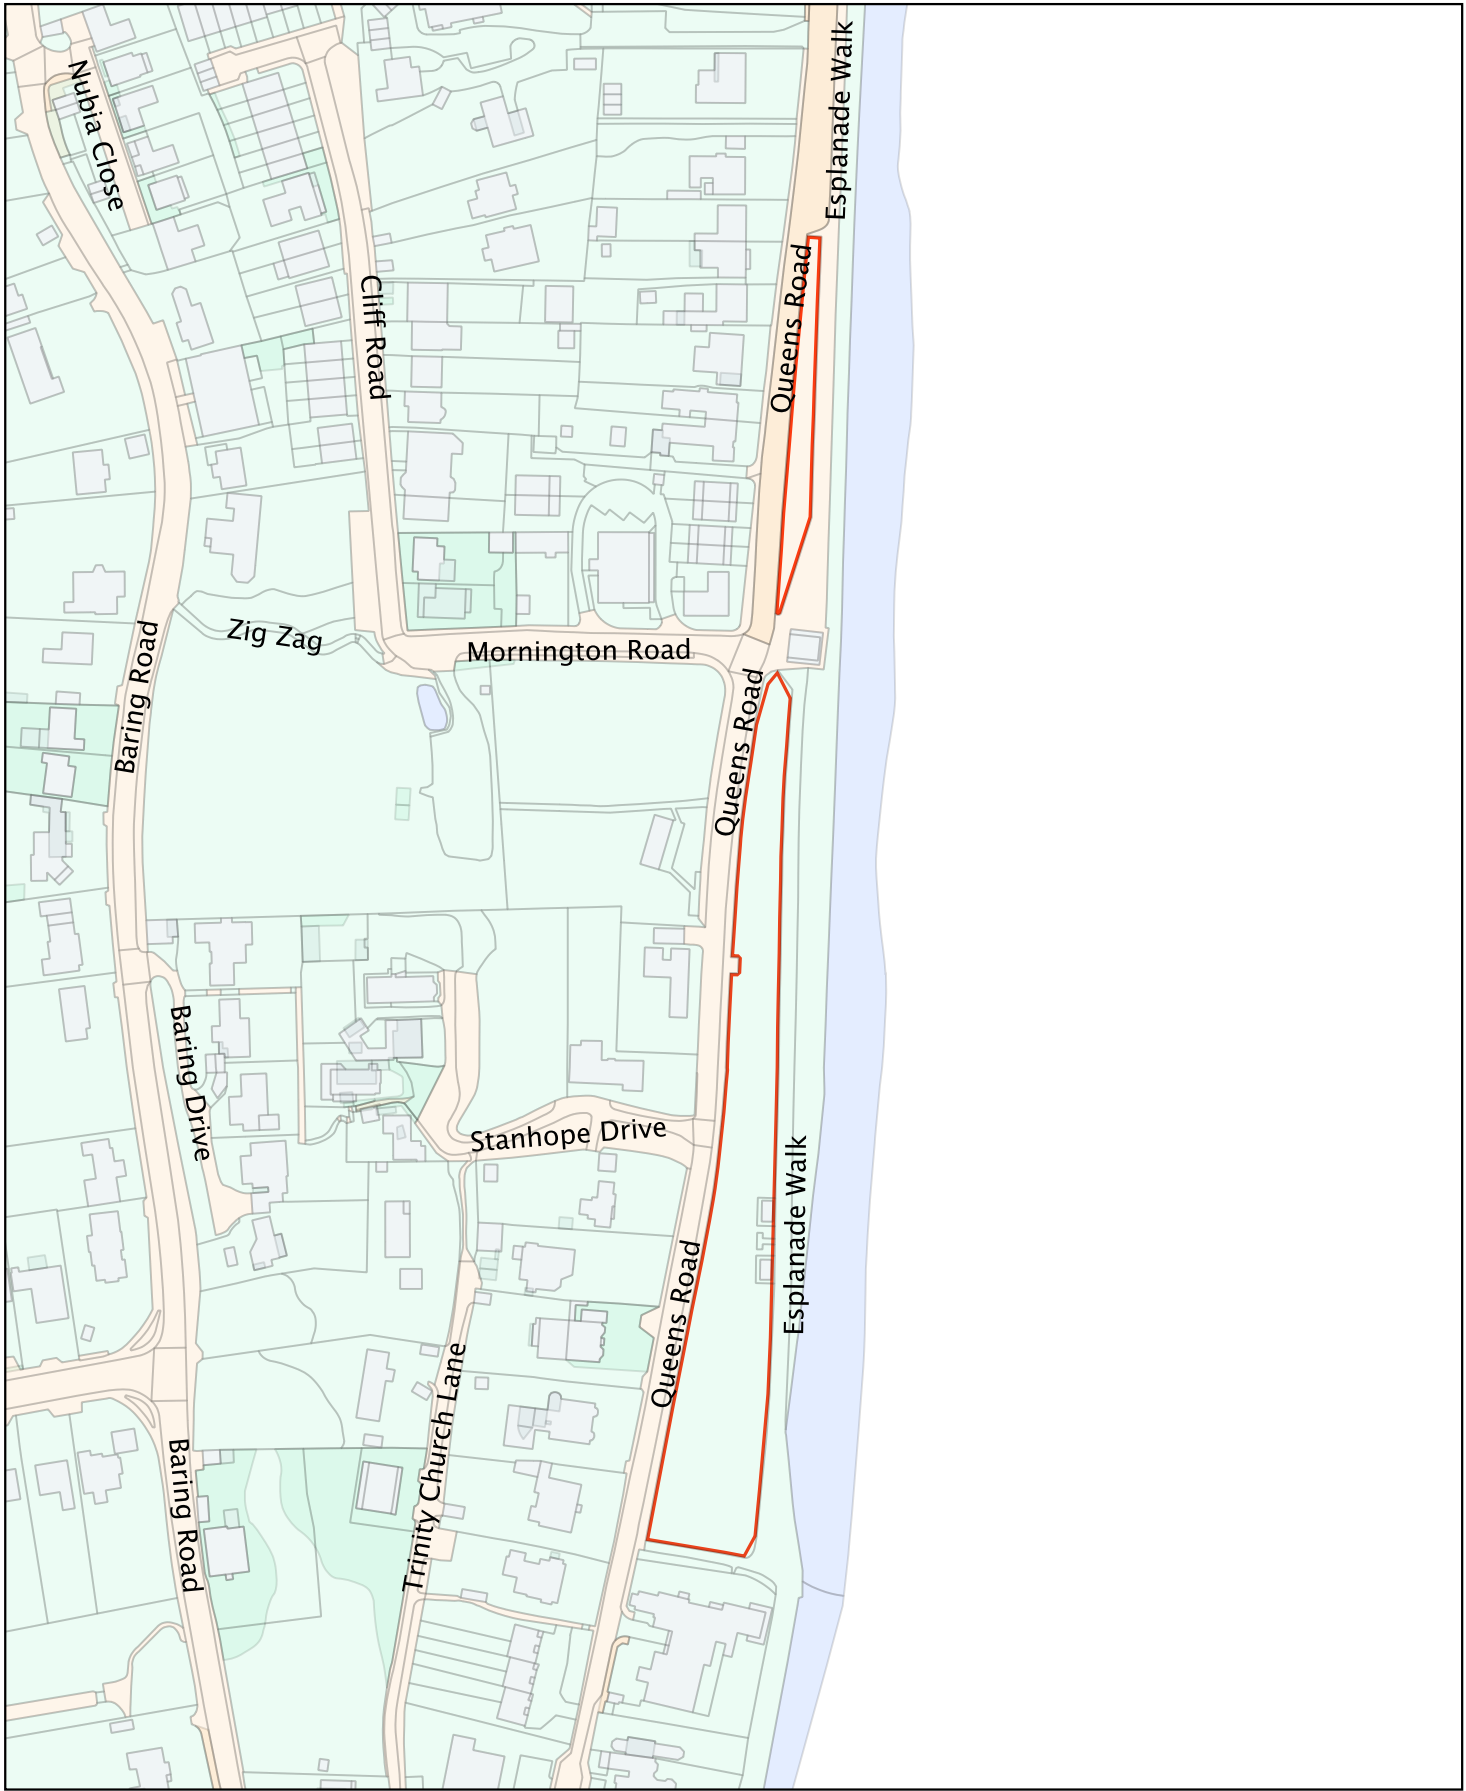 Esplanade Walk
Nubia Close
Queens Road
Cliff Road
Zig Zag
Mornington Road
Baring Road
Queens Road
Baring Drive
Stanhope Drive
Esplanade Walk
Queens Road
Trinity Church Lane
Baring Road